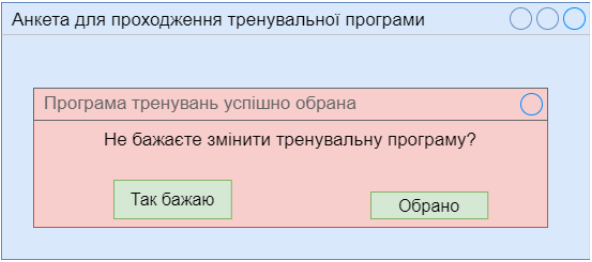 Анкета для проходження тренувальної програми
Програма тренувань успішно обрана
Не бажаєте змінити тренувальну програму?
Так бажаю
Обрано